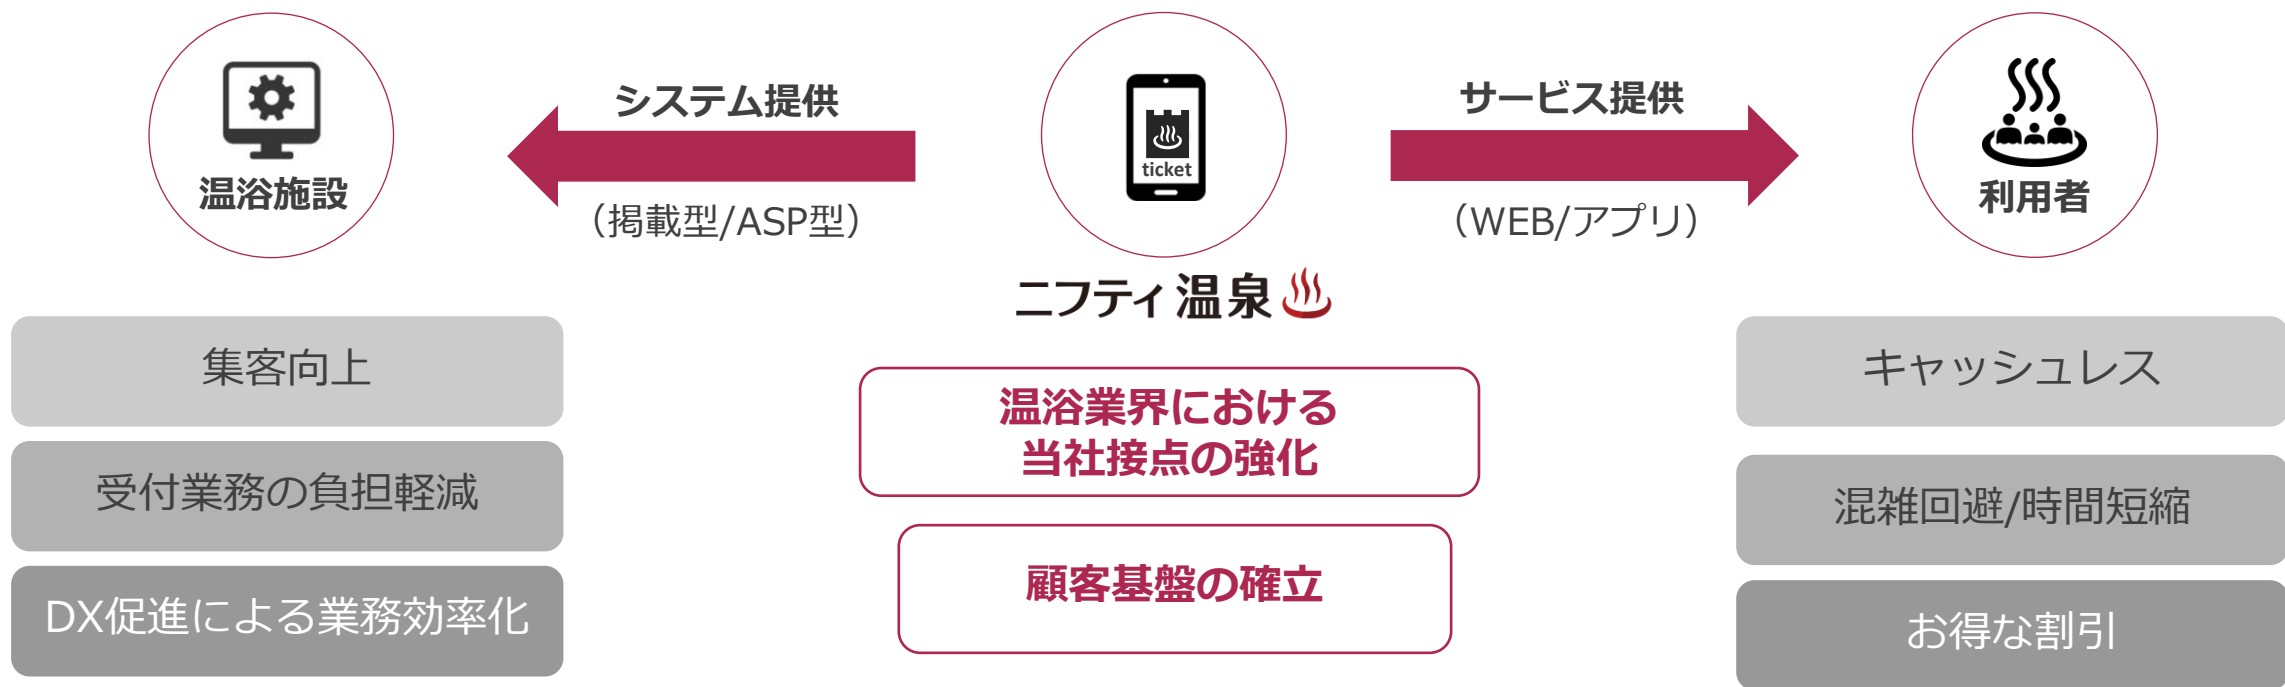 温浴施設
システム提供
（掲載型/ASP型）
ticket
ニフティ温泉
サービス提供
（WEB/アプリ）
利用者
集客向上
受付業務の負担軽減
DX促進による業務効率化
温浴業界における
当社接点の強化
顧客基盤の確立
キャッシュレス
混雑回避/時間短縮
お得な割引